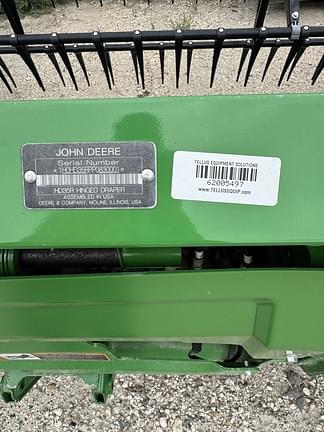 JOHN DEERE
Serial Number
*1H0HD35RPP0830001*
HD35R HINGED DRAPER
ASSEMBLED IN USA
DEERE & COMPANY, MOLINE, ILLINOIS, USA
TELLUS EQUIPMENT SOLUTIONS
62005497
www.TELLUSEQUIP.com